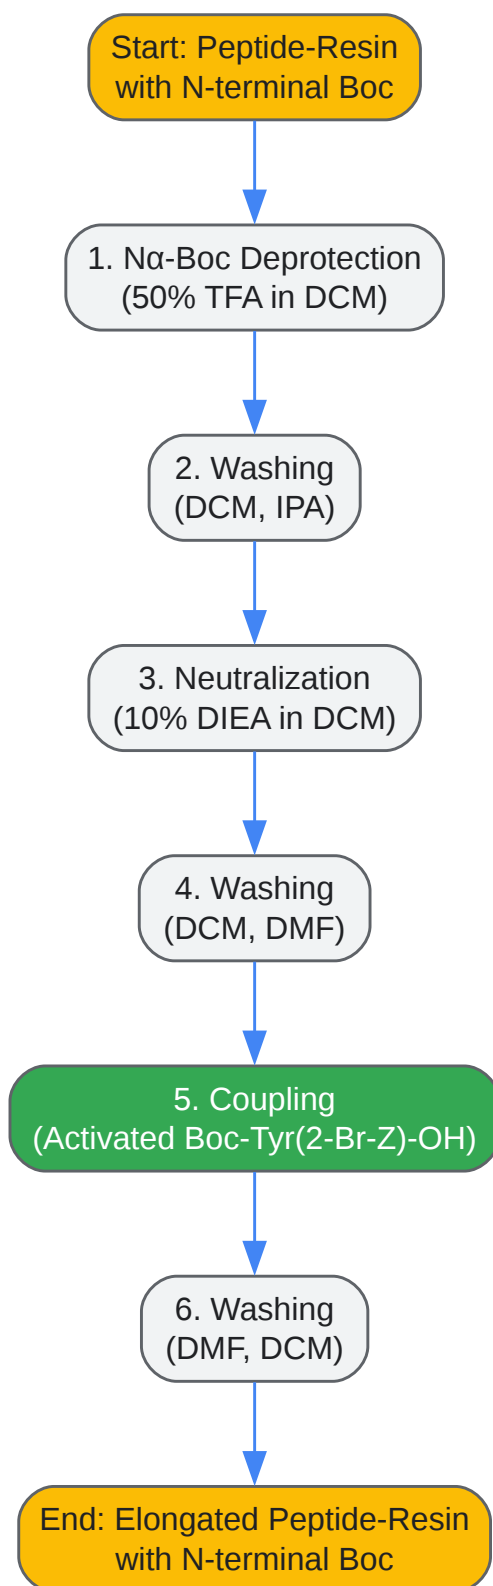 Start: Peptide-Resin
with N-terminal Boc
1. Nα-Boc Deprotection
(50% TFA in DCM)
2. Washing
(DCM, IPA)
3. Neutralization
(10% DIEA in DCM)
4. Washing
(DCM, DMF)
5. Coupling
(Activated Boc-Tyr(2-Br-Z)-OH)
6. Washing
(DMF, DCM)
End: Elongated Peptide-Resin
with N-terminal Boc